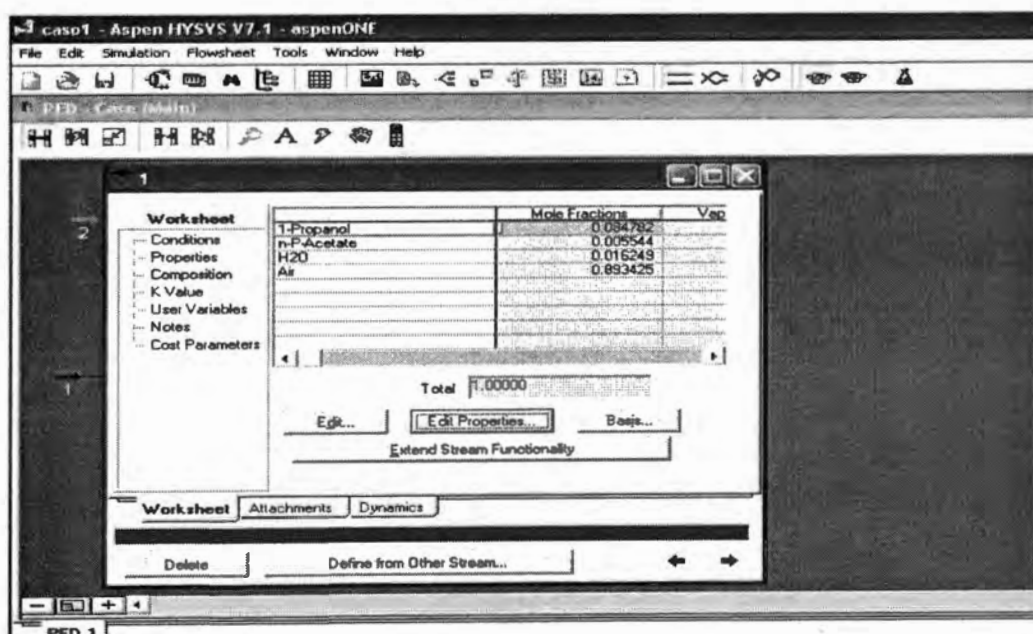 caso1 - Aspen HYSYS V7.1 - aspenONE
File Edit Simulation Flowsheet Tools Window Help
PFD - Case (Main)
A
1
Worksheet
Conditions
Properties
Composition
K Value
User Variables
Notes
Cost Parameters
Mole Fractions Vap
1-Propanol 0.084782
n-P-Acetate 0.005544
H2O 0.016249
Air 0.893425
Total 1.00000
Edit... Edit Properties... Basis...
Extend Stream Functionality
Worksheet Attachments Dynamics
Delete Define from Other Stream...
2
1
PFD 1